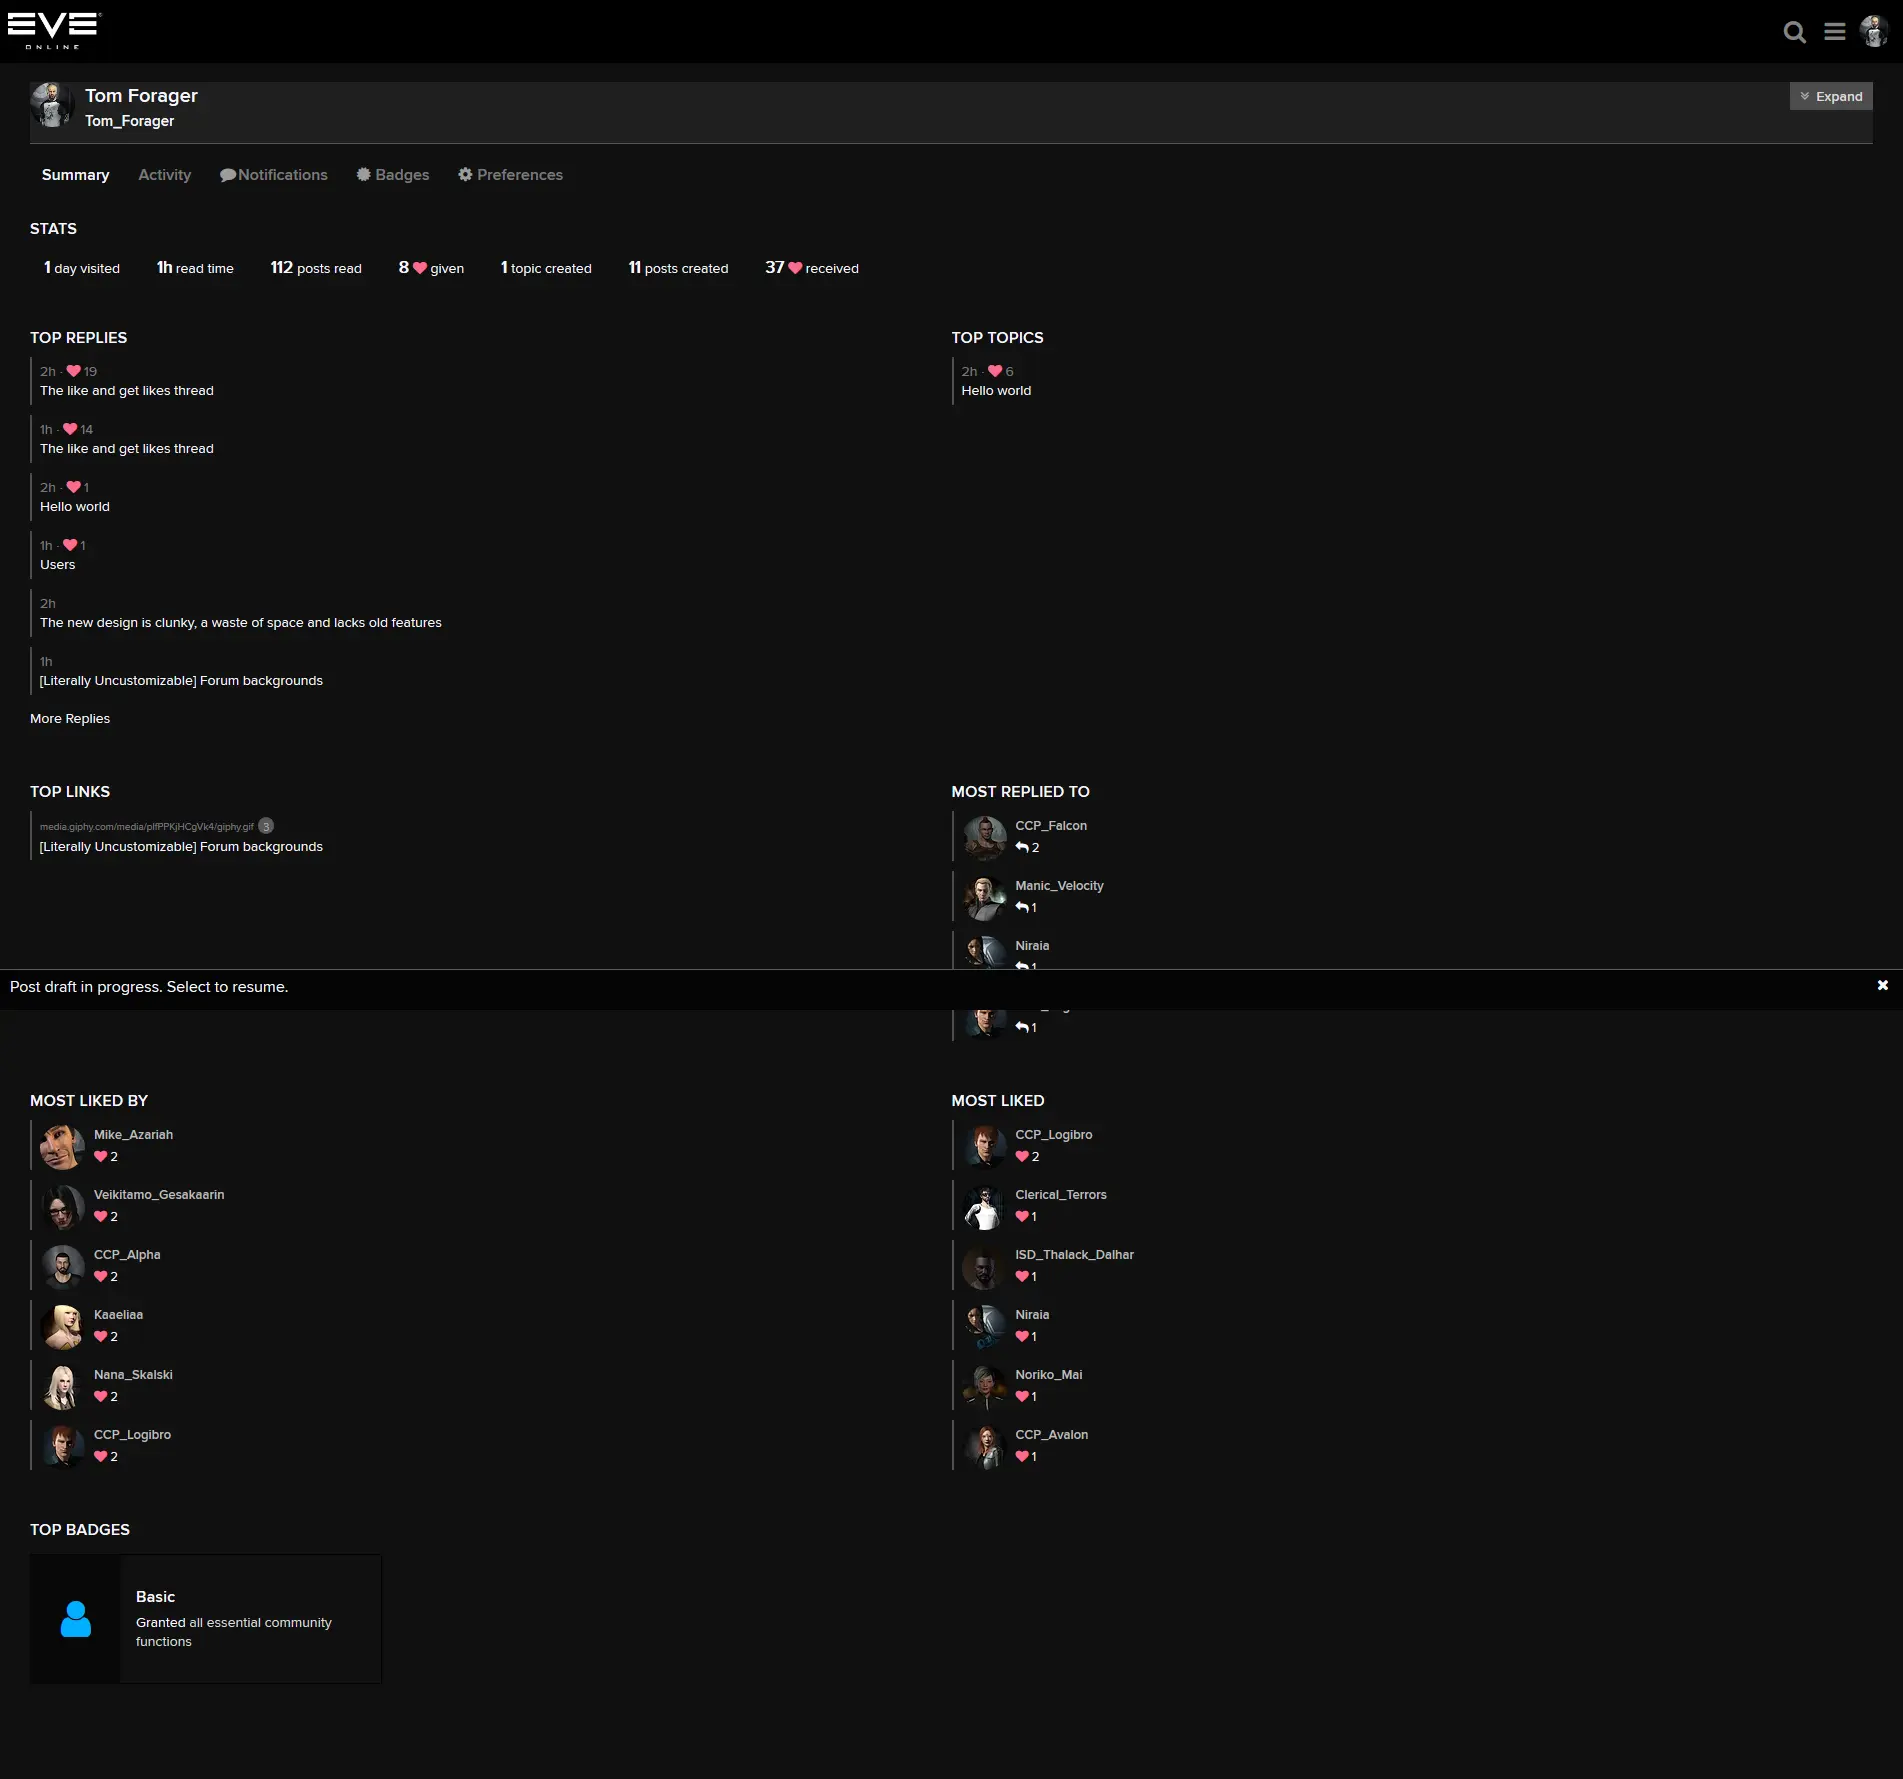 EVE
ONLINE
Tom Forager
Tom_Forager
Expand
Summary Activity Notifications Badges Preferences
STATS
1 day visited 1h read time 112 posts read 8 given 1 topic created 11 posts created 37 received
TOP REPLIES
2h - 19
The like and get likes thread
1h - 14
The like and get likes thread
2h - 1
Hello world
1h - 1
Users
2h
The new design is clunky, a waste of space and lacks old features
1h
[Literally Uncustomizable] Forum backgrounds
More Replies
TOP TOPICS
2h - 6
Hello world
TOP LINKS
media.giphy.com/media/pIfPPKjHCgVk4/giphy.gif 3
[Literally Uncustomizable] Forum backgrounds
MOST REPLIED TO
CCP_Falcon
2
Manic_Velocity
1
Niraia
1
Post draft in progress. Select to resume.
1
MOST LIKED BY
Mike_Azariah
2
Veikitamo_Gesakaarin
2
CCP_Alpha
2
Kaaeliaa
2
Nana_Skalski
2
CCP_Logibro
2
MOST LIKED
CCP_Logibro
2
Clerical_Terrors
1
ISD_Thalack_Dalhar
1
Niraia
1
Noriko_Mai
1
CCP_Avalon
1
TOP BADGES
Basic
Granted all essential community
functions